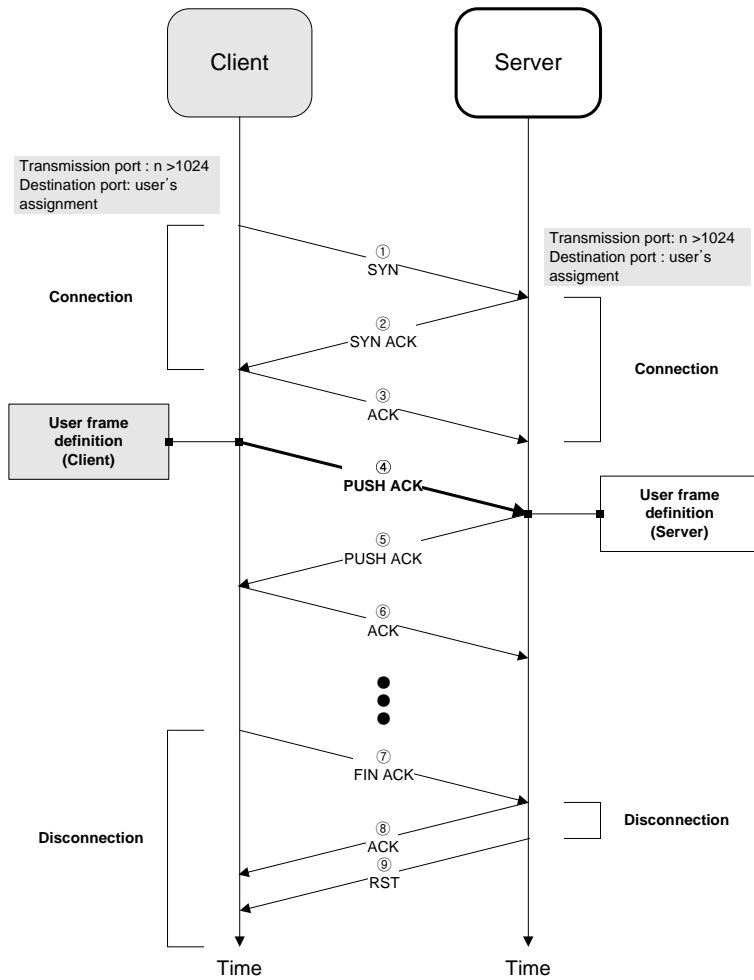 Client
Server
Transmission port : n >1024
Destination port: user's
assignment
①
SYN
Transmission port: n >1024
Destination port : user's
assigment
Connection
②
SYN ACK
Connection
③
ACK
User frame
definition
(Client)
④
PUSH ACK
User frame
definition
(Server)
⑤
PUSH ACK
⑥
ACK
⑦
FIN ACK
Disconnection
Disconnection
⑧
ACK
⑨
RST
Time
Time